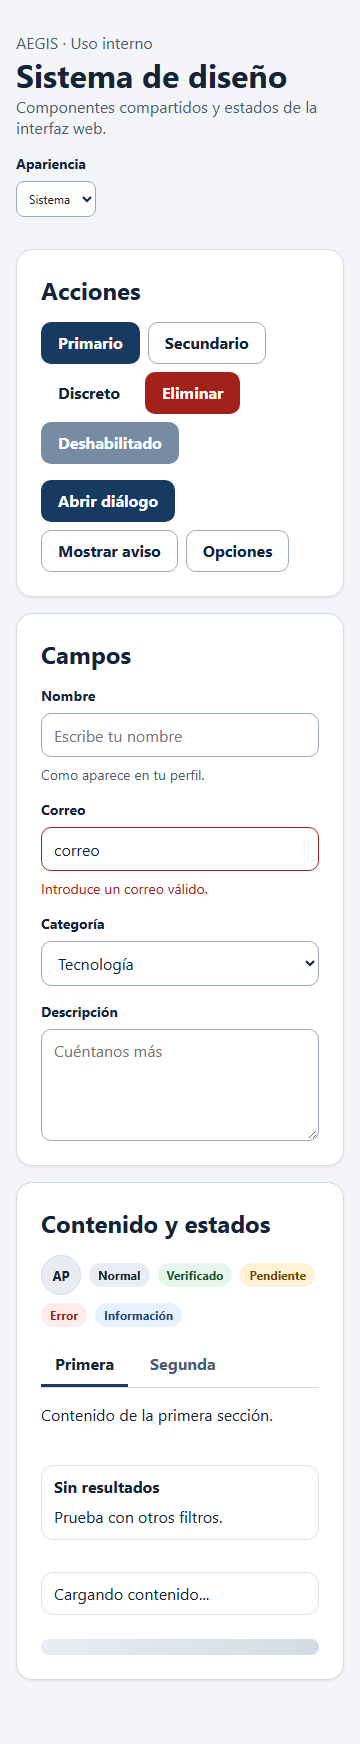 AEGIS · Uso interno
Sistema de diseño
Componentes compartidos y estados de la
interfaz web.
Apariencia
Sistema
Acciones
Primario
Secundario
Discreto
Eliminar
Deshabilitado
Abrir diálogo
Mostrar aviso
Opciones
Campos
Nombre
Escribe tu nombre
Como aparece en tu perfil.
Correo
correo
Introduce un correo válido.
Categoría
Tecnología
Descripción
Cuéntanos más
Contenido y estados
AP
Normal
Verificado
Pendiente
Error
Información
Primera
Segunda
Contenido de la primera sección.
Sin resultados
Prueba con otros filtros.
Cargando contenido...